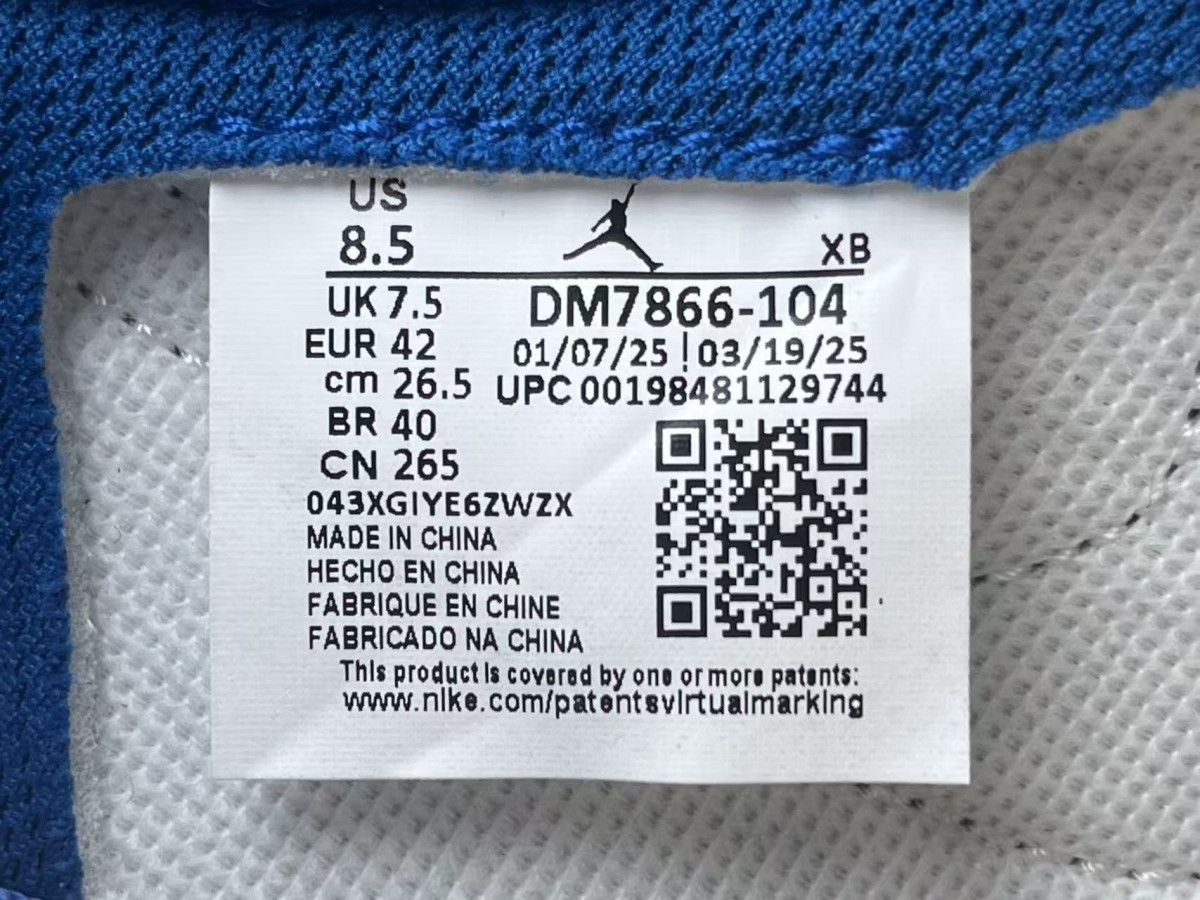 US
8.5 XB
UK 7.5 DM7866-104
EUR 42 01/07/25 | 03/19/25
cm 26.5 UPC 00198481129744
BR 40
CN 265
043XGIYE6ZWZX
MADE IN CHINA
HECHO EN CHINA
FABRIQUE EN CHINE
FABRICADO NA CHINA
This product is covered by one or more patents:
www.nike.com/patentsvirtualmarking